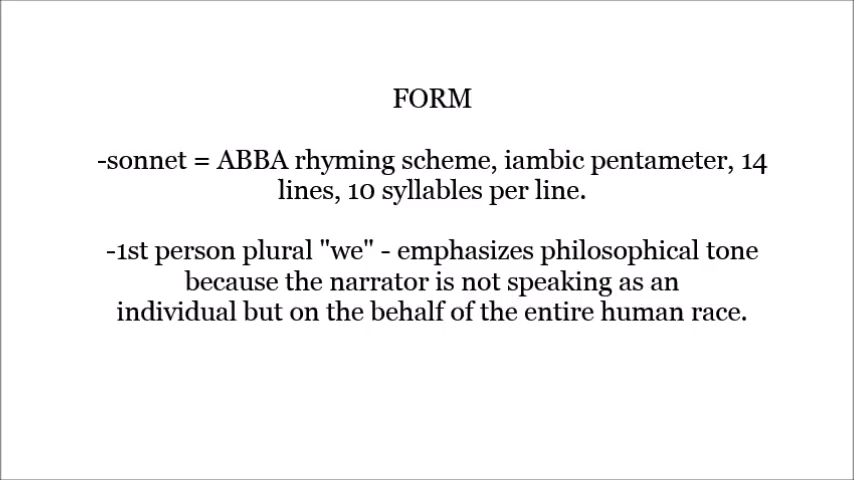 FORM
-sonnet = ABBA rhyming scheme, iambic pentameter, 14
lines, 10 syllables per line.
-1st person plural "we" - emphasizes philosophical tone
because the narrator is not speaking as an
individual but on the behalf of the entire human race.